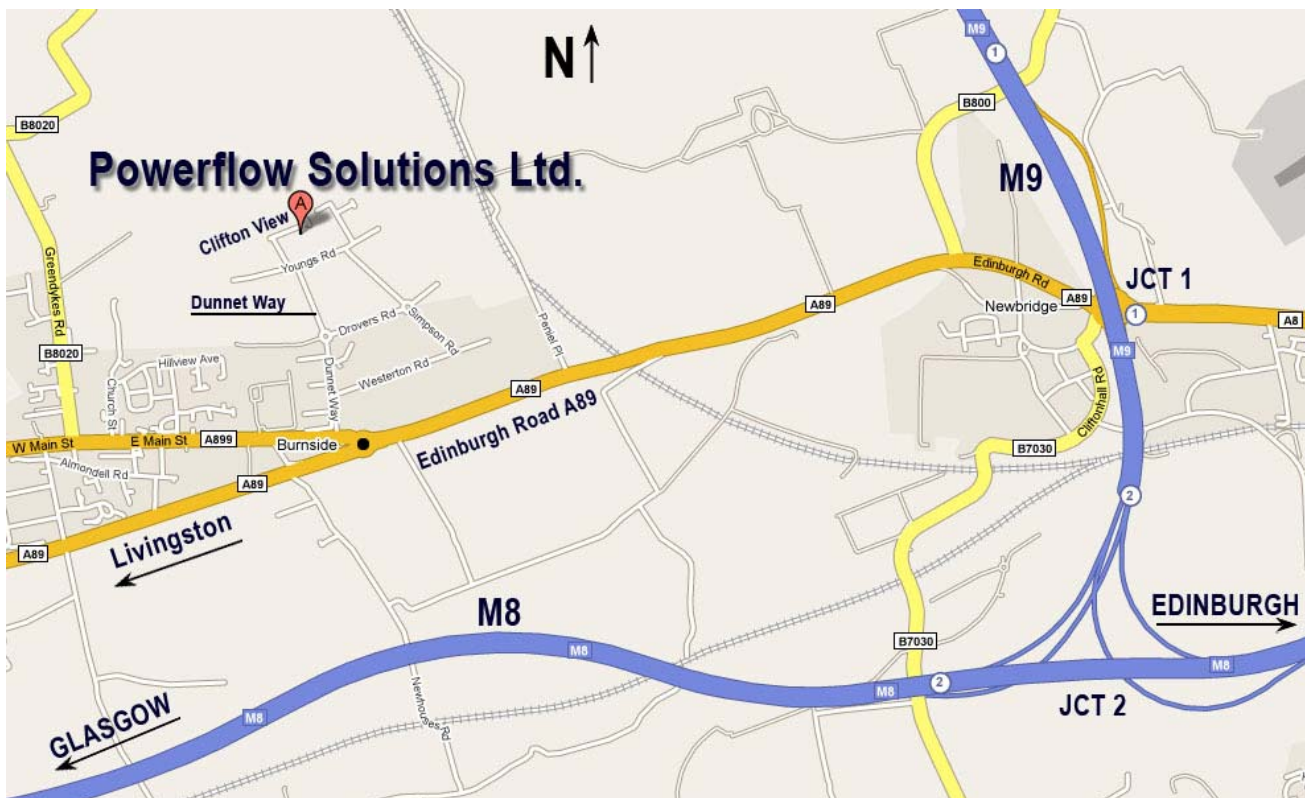 M9
1
N
B800
B8020
Powerflow Solutions Ltd.
M9
A
Clifton View
Greendykes Rd
Youngs Rd
Edinburgh Rd
JCT 1
Dunnet Way
A89
A89
Newbridge
1
A8
Drovers Rd
Simpson Rd
Peniel Pl
B8020
M9
Hillview Ave
Church St
Dunnet Way
Westerton Rd
A89
Cliftonhall Rd
Edinburgh Road A89
W Main St
E Main St
A899
Burnside
B7030
Almondell Rd
A89
2
Livingston
A89
M8
EDINBURGH
B7030
M8
M8
2
M8
JCT 2
Newhouses Rd
GLASGOW
M8